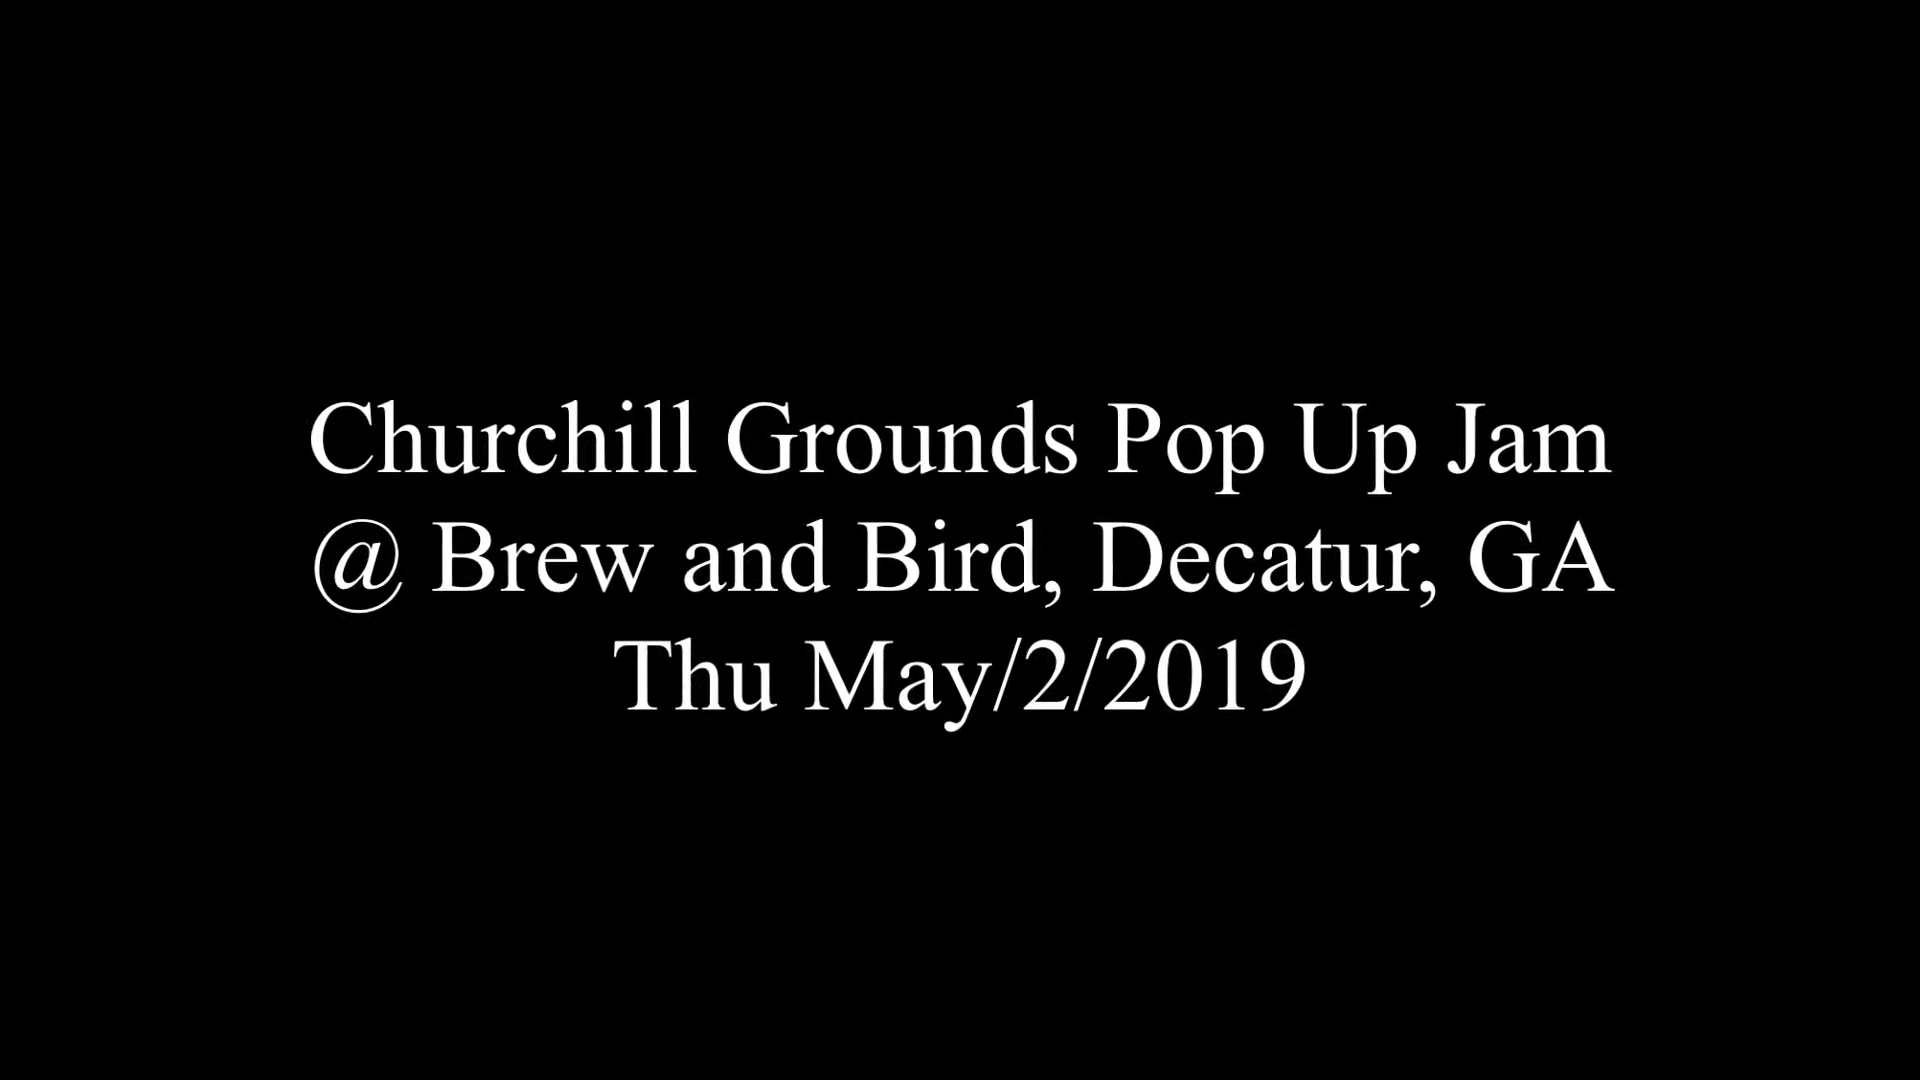 Churchill Grounds Pop Up Jam
@ Brew and Bird, Decatur, GA
Thu May/2/2019